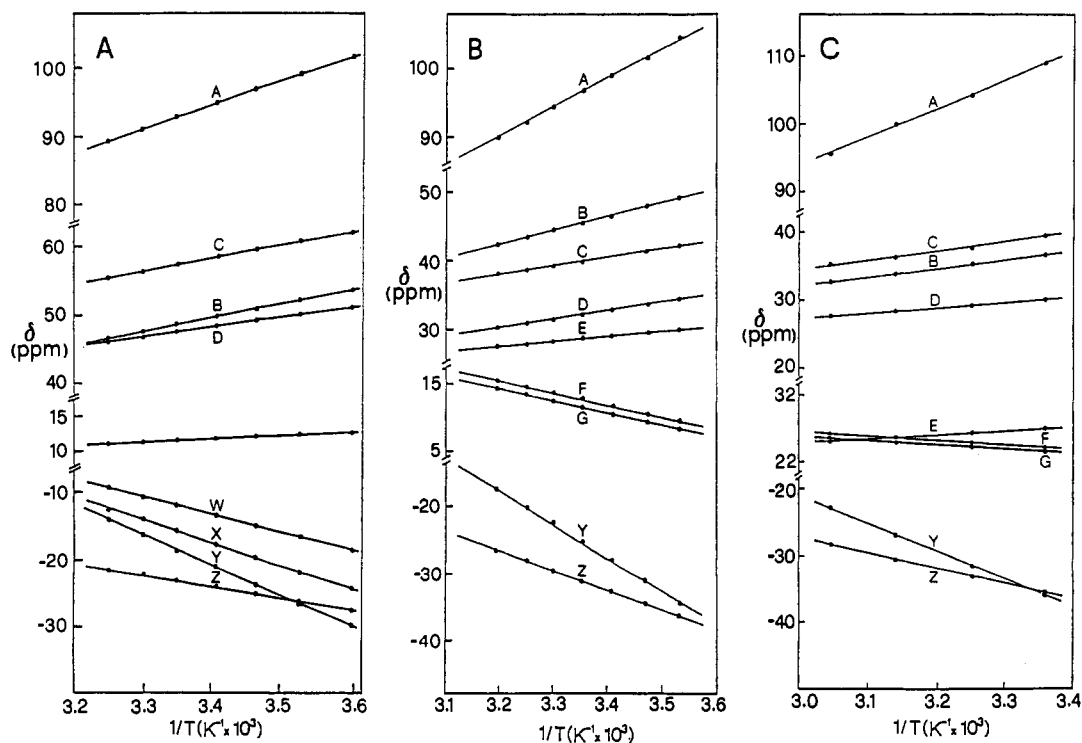 A
100
90
80
60
50
40
15
10
-10
-20
-30
δ
(ppm)
A
C
B
D
W
X
Y
Z
3.2 3.3 3.4 3.5 3.6
1/T(K⁻¹x 10³)
B
100
90
50
40
30
15
5
-20
-30
-40
δ
(ppm)
A
B
C
D
E
F
G
Y
Z
3.1 3.2 3.3 3.4 3.5 3.6
1/T(K⁻¹x 10³)
C
110
100
90
40
30
20
32
22
-20
-30
-40
δ
(ppm)
A
C
B
D
E
F
G
Y
Z
3.0 3.1 3.2 3.3 3.4
1/T(K⁻¹x 10³)